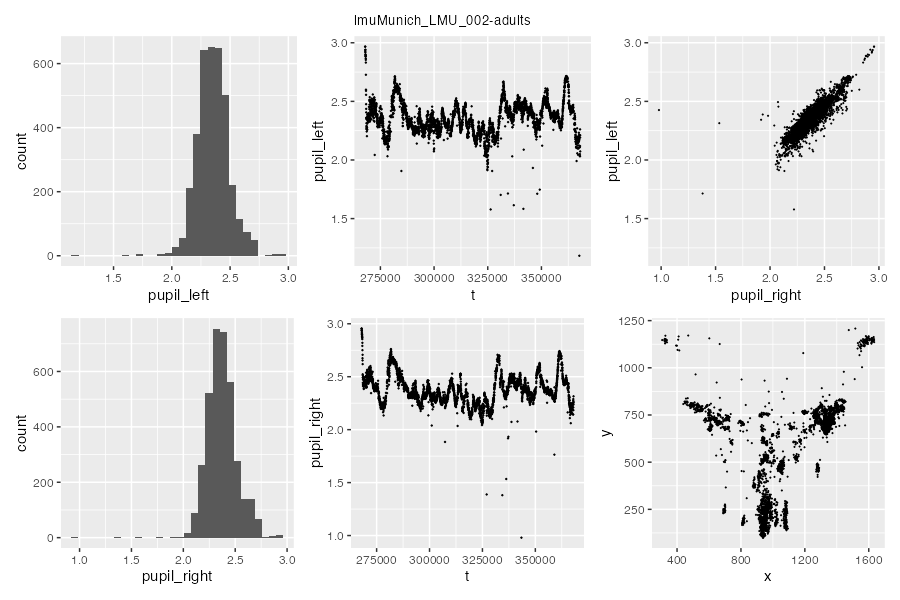 lmuMunich_LMU_002-adults
600
400
200
0
count
1.5 2.0 2.5 3.0
pupil_left
3.0
2.5
2.0
1.5
pupil_left
275000 300000 325000 350000
t
3.0
2.5
2.0
1.5
pupil_left
1.0 1.5 2.0 2.5 3.0
pupil_right
600
400
200
0
count
1.0 1.5 2.0 2.5 3.0
pupil_right
3.0
2.5
2.0
1.5
1.0
pupil_right
275000 300000 325000 350000
t
1250
1000
750
500
250
y
400 800 1200 1600
x